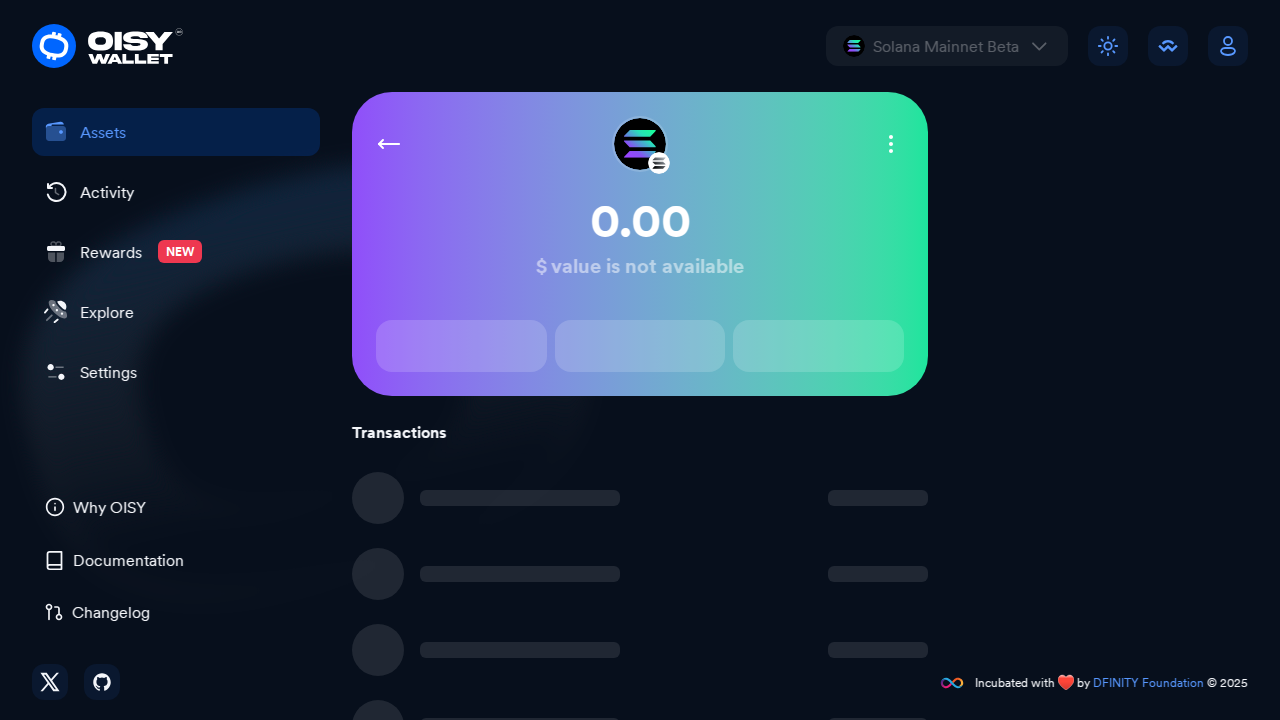 OISY
WALLET
Solana Mainnet Beta
Assets
Activity
Rewards NEW
Explore
Settings
Why OISY
Documentation
Changelog
0.00
$ value is not available
Transactions
Incubated with ❤️ by DFINITY Foundation © 2025